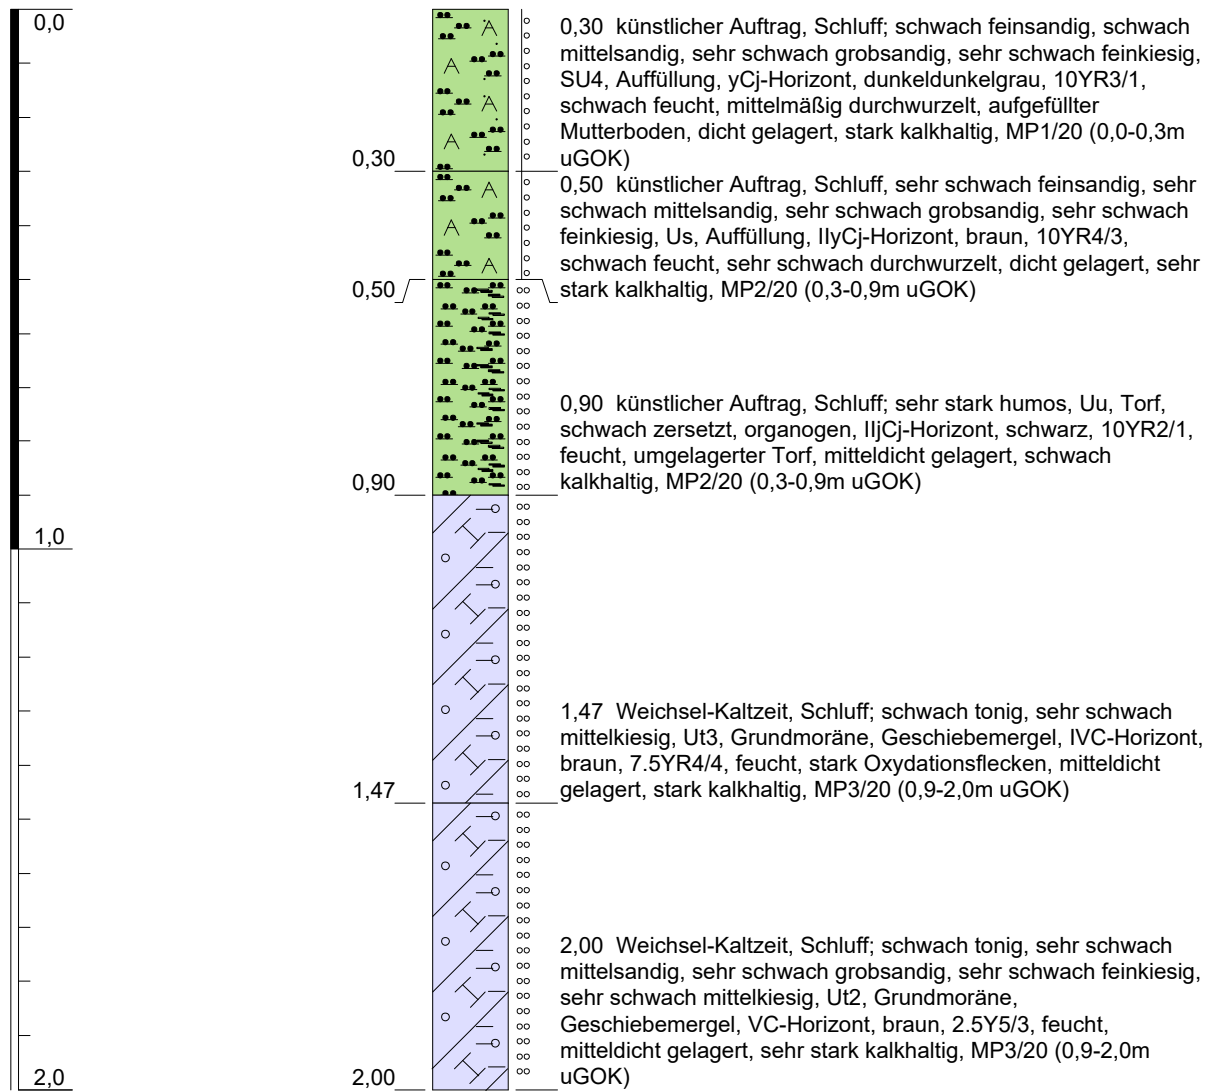 0,0
0,30 künstlicher Auftrag, Schluff; schwach feinsandig, schwach
mittelsandig, sehr schwach grobsandig, sehr schwach feinkiesig,
SU4, Auffüllung, yCj-Horizont, dunkeldunkelgrau, 10YR3/1,
schwach feucht, mittelmäßig durchwurzelt, aufgefüllter
Mutterboden, dicht gelagert, stark kalkhaltig, MP1/20 (0,0-0,3m
uGOK)
0,30
0,50 künstlicher Auftrag, Schluff, sehr schwach feinsandig, sehr
schwach mittelsandig, sehr schwach grobsandig, sehr schwach
feinkiesig, Us, Auffüllung, IIyCj-Horizont, braun, 10YR4/3,
schwach feucht, sehr schwach durchwurzelt, dicht gelagert, sehr
stark kalkhaltig, MP2/20 (0,3-0,9m uGOK)
0,50
0,90 künstlicher Auftrag, Schluff; sehr stark humos, Uu, Torf,
schwach zersetzt, organogen, IIjCj-Horizont, schwarz, 10YR2/1,
feucht, umgelagerter Torf, mitteldicht gelagert, schwach
kalkhaltig, MP2/20 (0,3-0,9m uGOK)
0,90
1,0
1,47 Weichsel-Kaltzeit, Schluff; schwach tonig, sehr schwach
mittelkiesig, Ut3, Grundmoräne, Geschiebemergel, IVC-Horizont,
braun, 7.5YR4/4, feucht, stark Oxydationsflecken, mitteldicht
gelagert, stark kalkhaltig, MP3/20 (0,9-2,0m uGOK)
1,47
2,00 Weichsel-Kaltzeit, Schluff; schwach tonig, sehr schwach
mittelsandig, sehr schwach grobsandig, sehr schwach feinkiesig,
sehr schwach mittelkiesig, Ut2, Grundmoräne,
Geschiebemergel, VC-Horizont, braun, 2.5Y5/3, feucht,
mitteldicht gelagert, sehr stark kalkhaltig, MP3/20 (0,9-2,0m
uGOK)
2,0
2,00